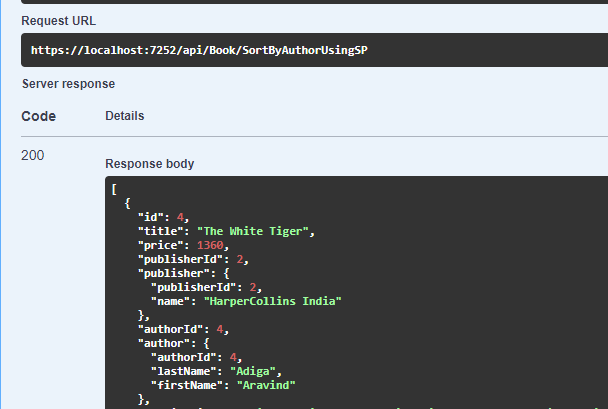 Request URL
https://localhost:7252/api/Book/SortByAuthorUsingSP
Server response
Code Details
200
Response body
[
{
"id": 4,
"title": "The White Tiger",
"price": 1360,
"publisherId": 2,
"publisher": {
"publisherId": 2,
"name": "HarperCollins India"
},
"authorId": 4,
"author": {
"authorId": 4,
"lastName": "Adiga",
"firstName": "Aravind"
},